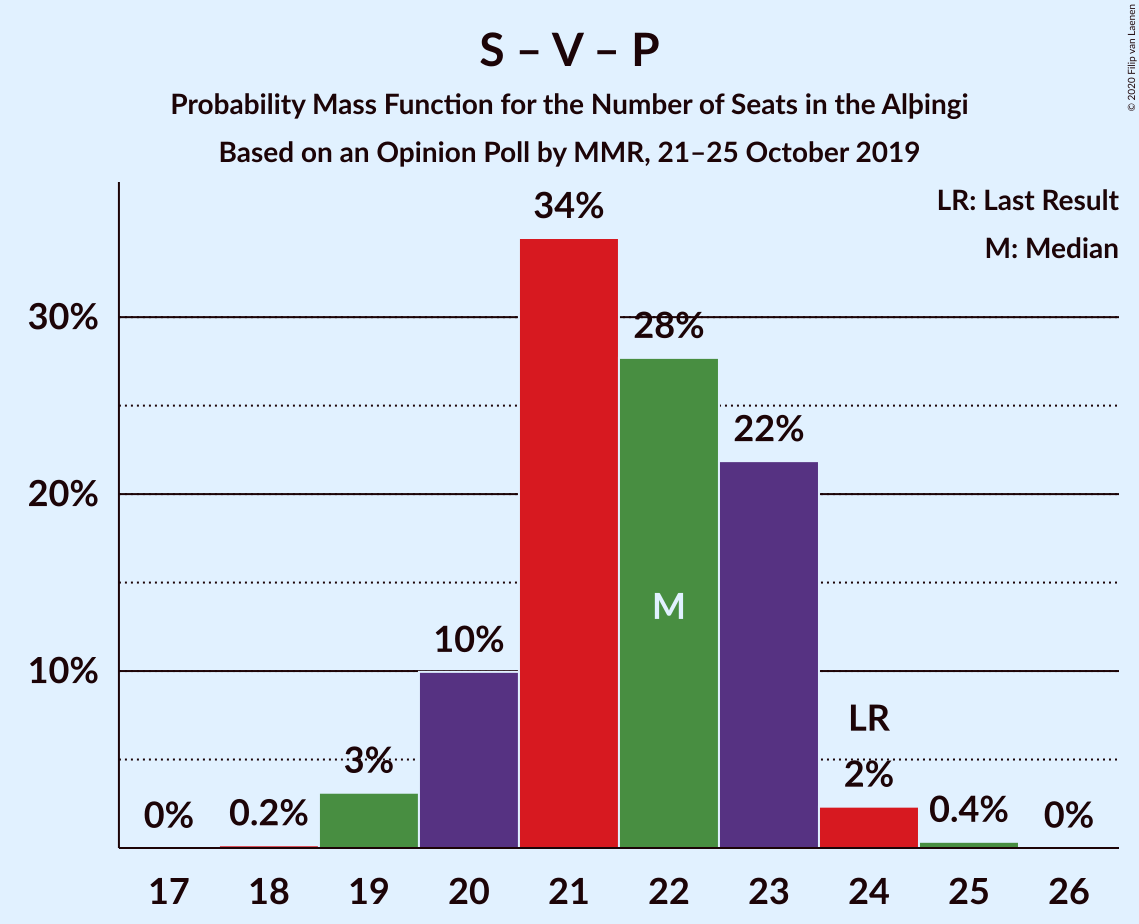 S – V – P
Probability Mass Function for the Number of Seats in the Alþingi
Based on an Opinion Poll by MMR, 21–25 October 2019
© 2020 Filip van Laenen
LR: Last Result
M: Median
34%
30%
28%
22%
20%
M
10%
10%
LR
3%
2%
0%
0.2%
0.4%
0%
17 18 19 20 21 22 23 24 25 26